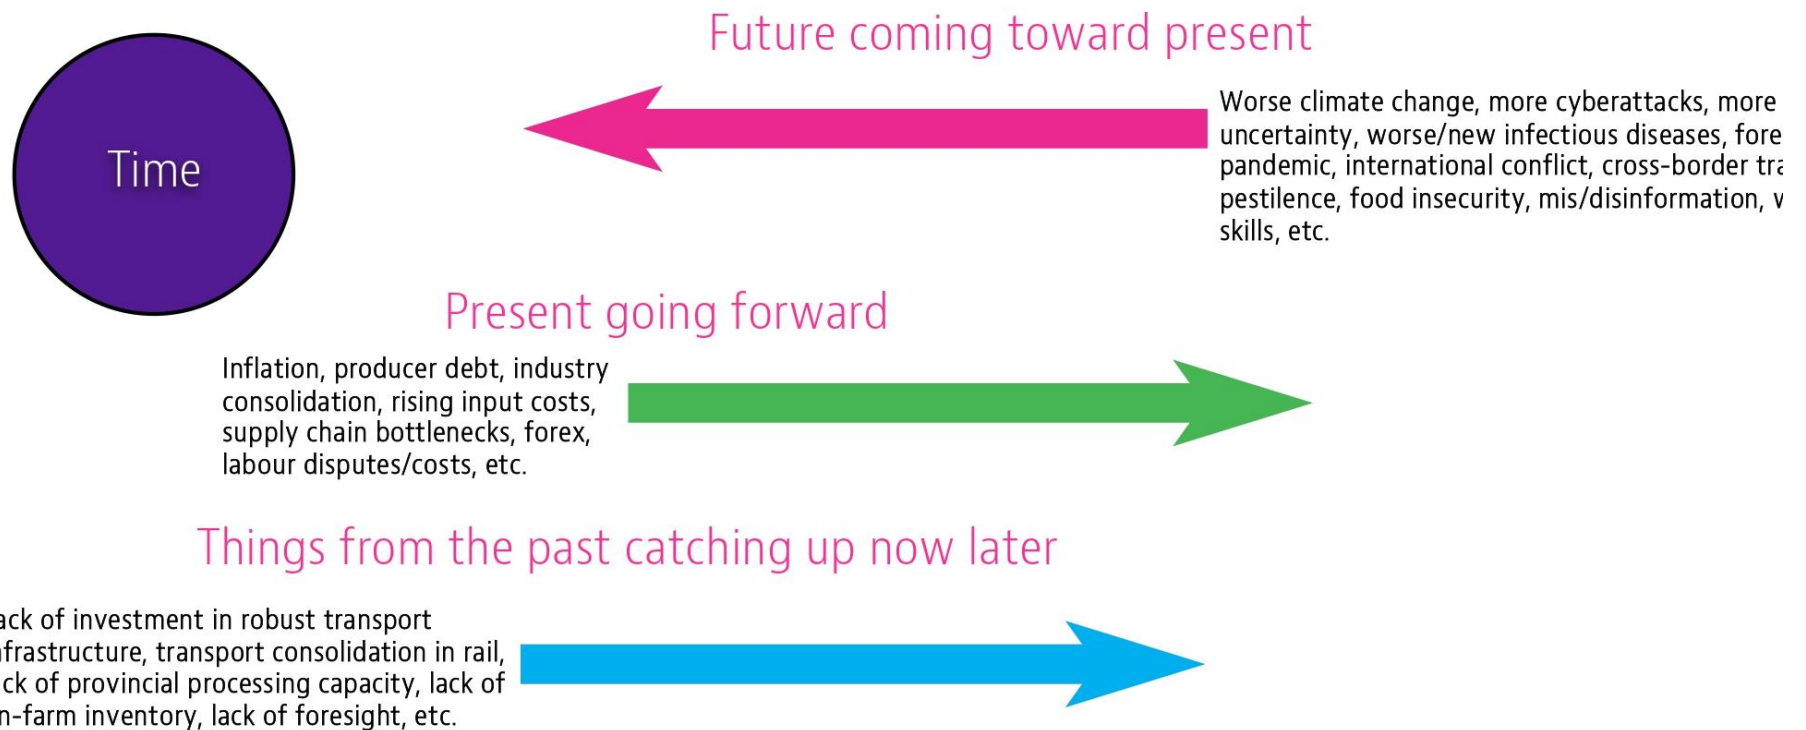 Future coming toward present
Time
Worse climate change, more cyberattacks, more
uncertainty, worse/new infectious diseases,
pandemic, international conflict, cross-border
pestilence, food insecurity, mis/disinformation,
skills, etc.
Present going forward
Inflation, producer debt, industry
consolidation, rising input costs,
supply chain bottlenecks, forex,
labour disputes/costs, etc.
Things from the past catching up now later
of investment in robust transport
transport consolidation in rail,
of provincial processing capacity, lack of
inventory, lack of foresight, etc.